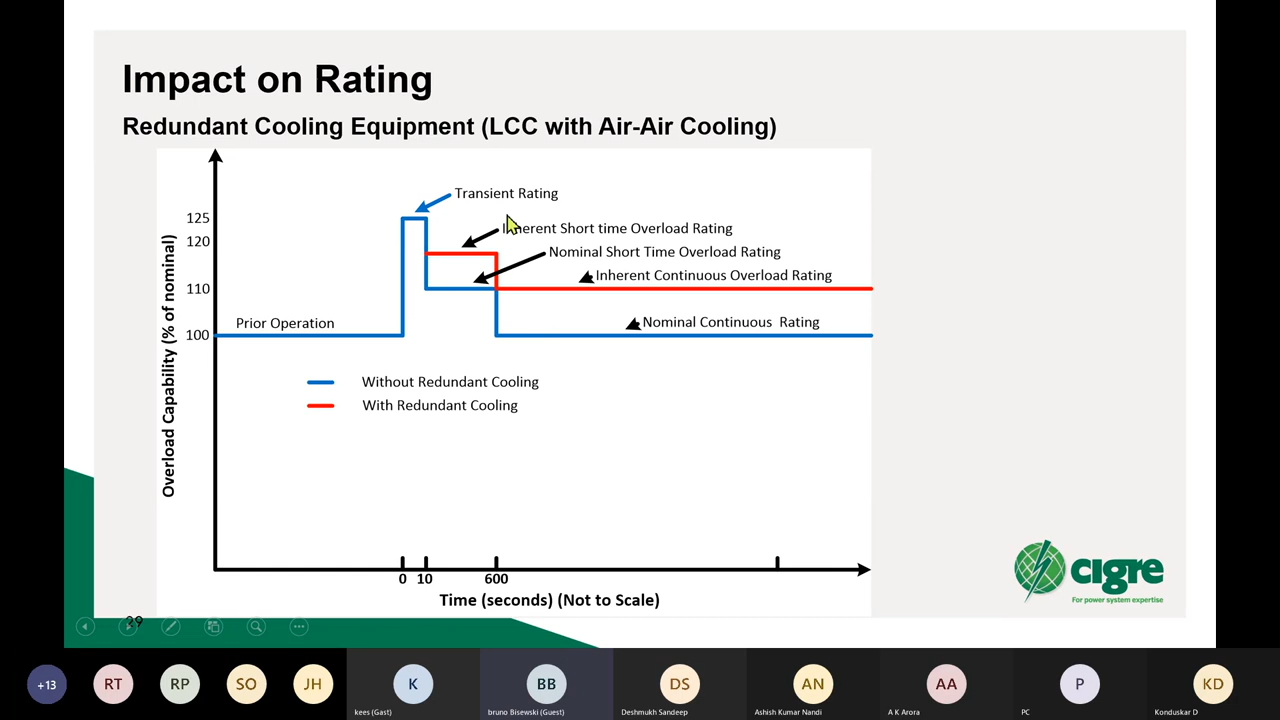 Impact on Rating
Redundant Cooling Equipment (LCC with Air-Air Cooling)
Transient Rating
Inherent Short time Overload Rating
Nominal Short Time Overload Rating
Inherent Continuous Overload Rating
Nominal Continuous Rating
Prior Operation
125
120
110
100
Overload Capability (% of nominal)
Without Redundant Cooling
With Redundant Cooling
0 10 600
Time (seconds) (Not to Scale)
cigre
For power system expertise
29
+13 RT RP SO JH K BB DS AN AA P KD
kees (Gast) bruno Bisewski (Guest) Deshmukh Sandeep Ashish Kumar Nandi A K Arora PC Konduskar D